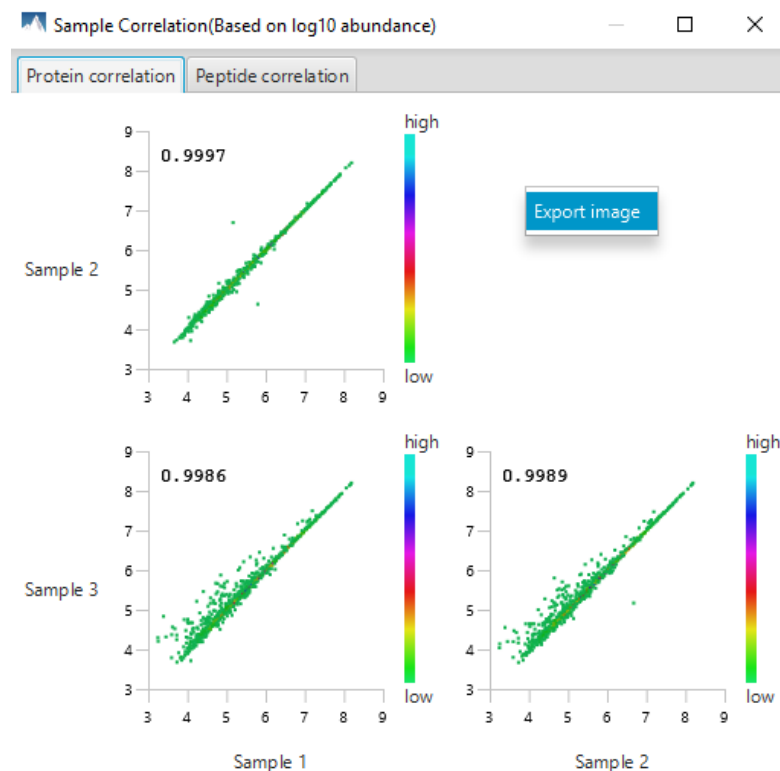 Sample Correlation(Based on log10 abundance)
Protein correlation Peptide correlation
high
9
0.9997
8
7
6
Sample 2
5
4
3
low
3 4 5 6 7 8 9
Export image
high
9
0.9986
8
7
6
Sample 3
5
4
3
low
3 4 5 6 7 8 9
Sample 1
high
9
0.9989
8
7
6
5
4
3
low
3 4 5 6 7 8 9
Sample 2